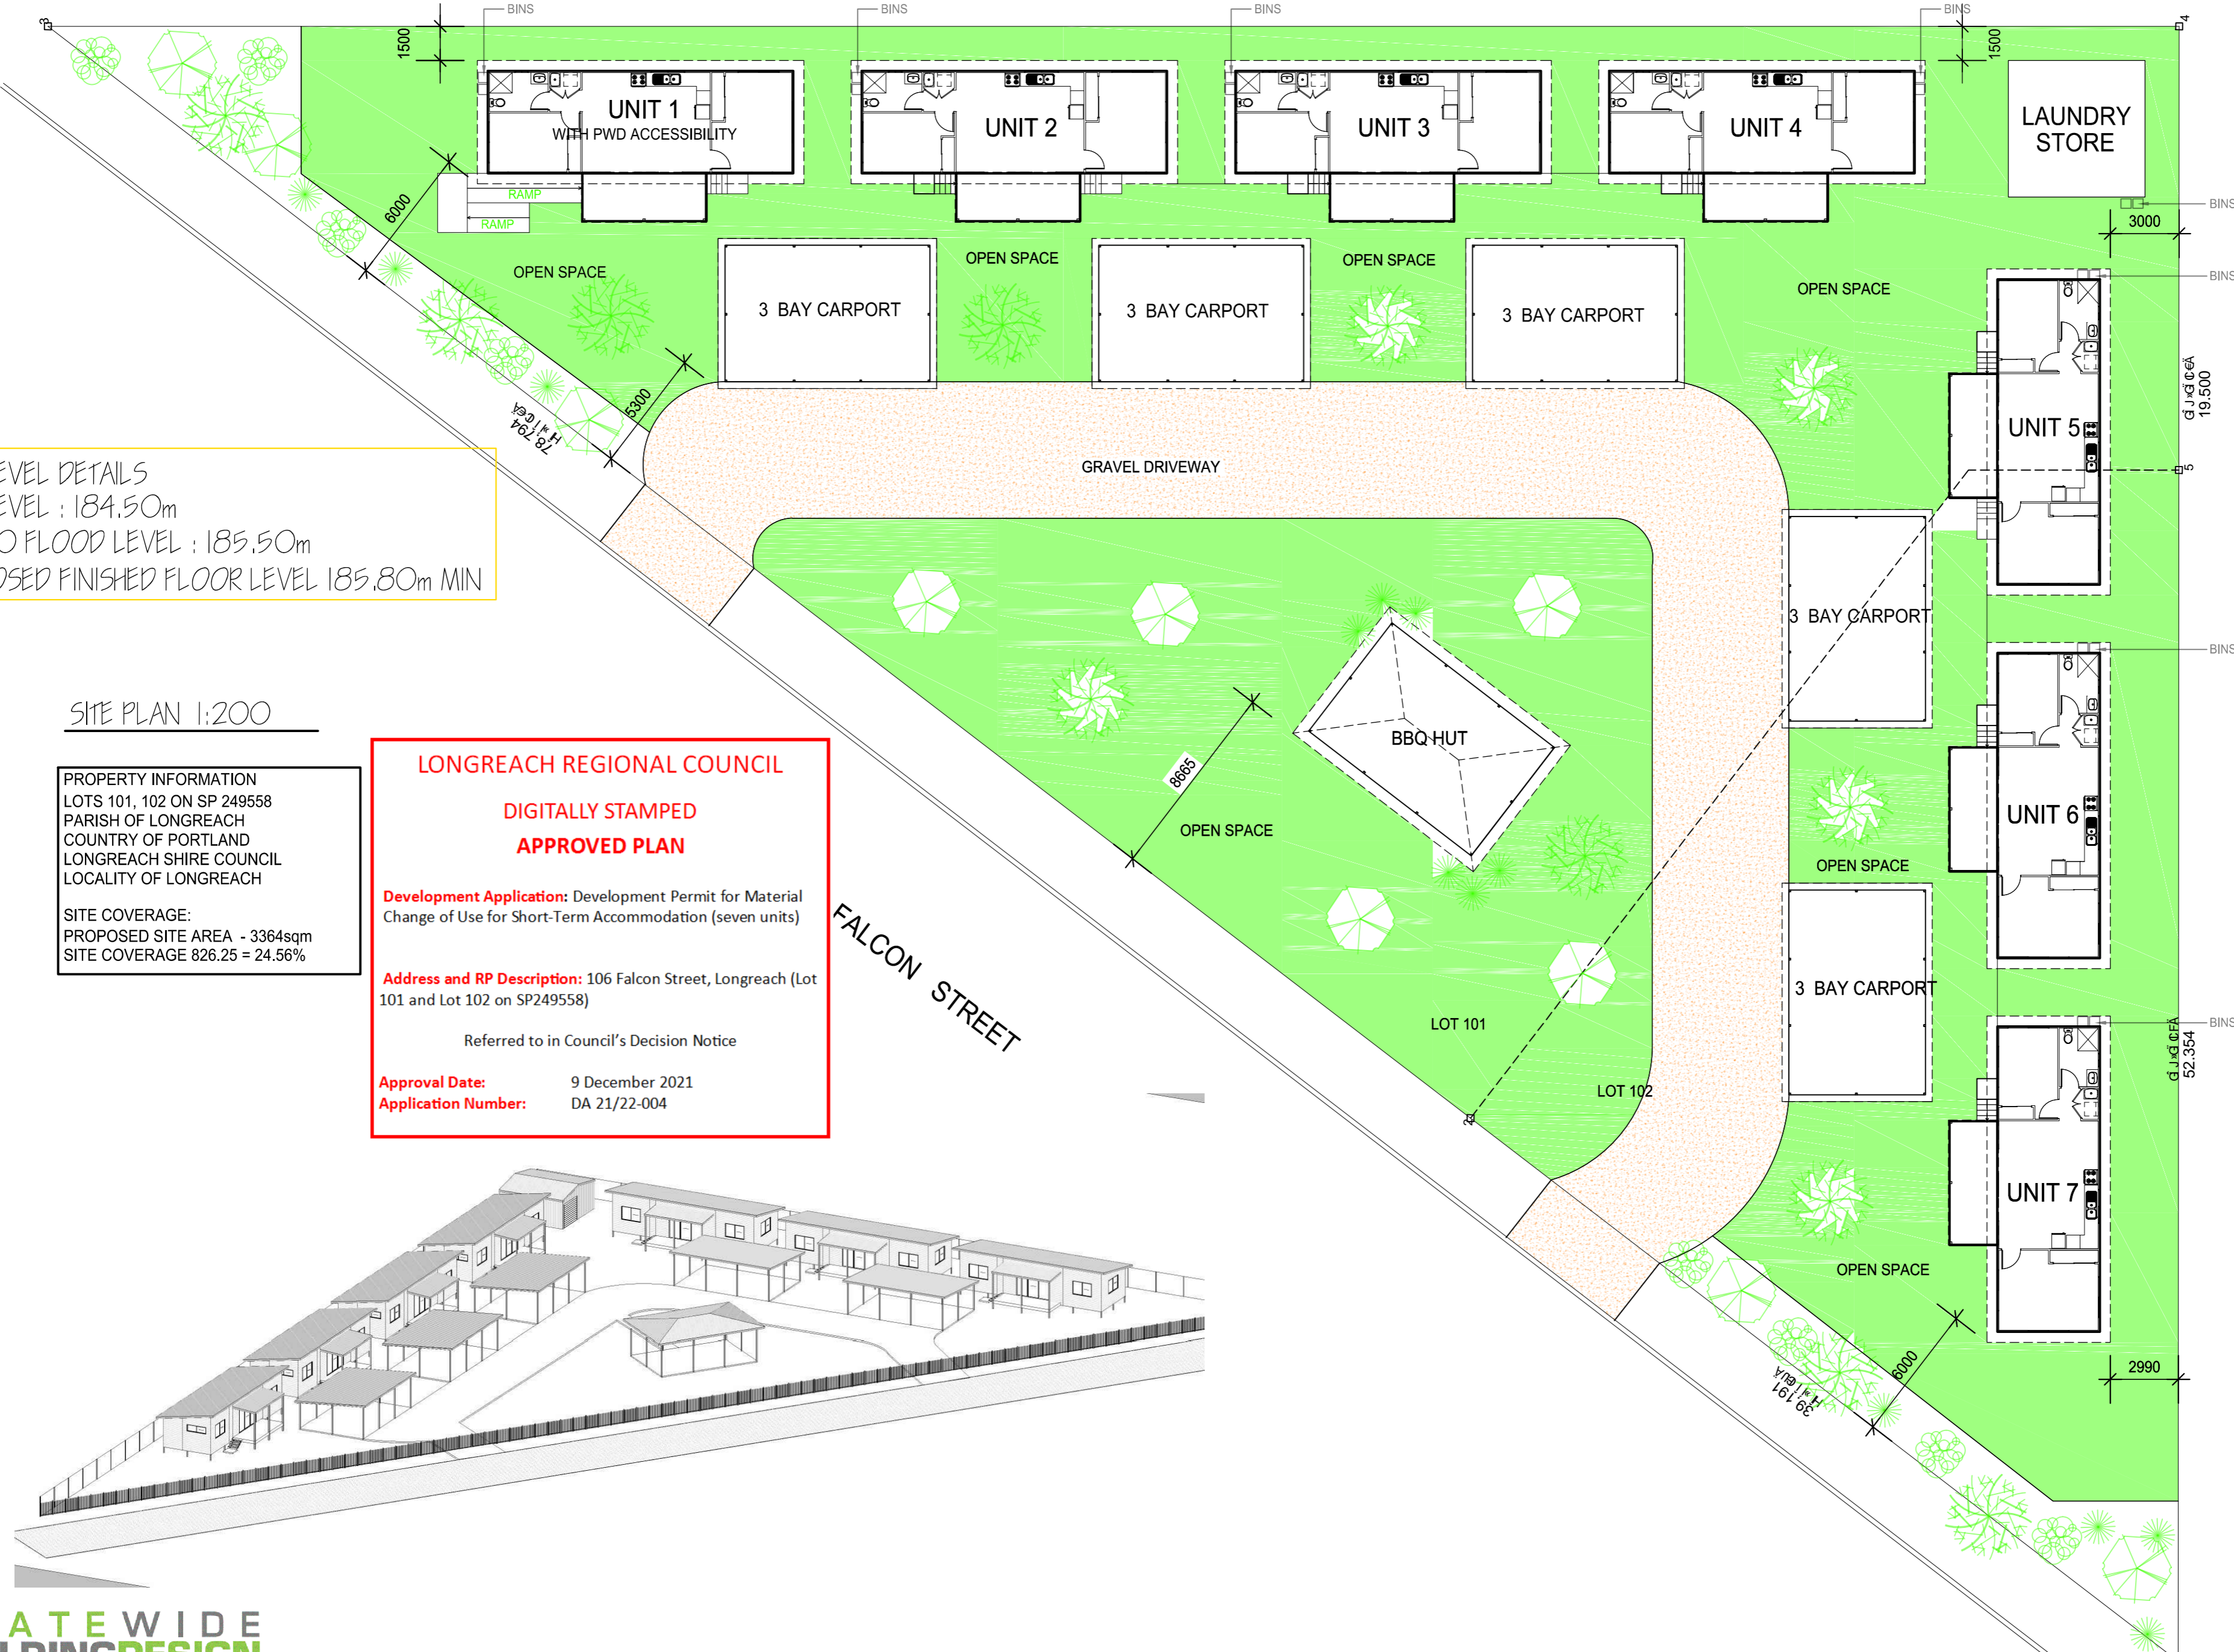 BINS
BINS
BINS
BINS
3
4
1500
1500
UNIT 1
WITH PWD ACCESSIBILITY
UNIT 2
UNIT 3
UNIT 4
LAUNDRY
STORE
RAMP
RAMP
BINS
3000
6000
OPEN SPACE
OPEN SPACE
OPEN SPACE
OPEN SPACE
BINS
3 BAY CARPORT
3 BAY CARPORT
3 BAY CARPORT
5300
78.794
19.500
UNIT 5
5
GRAVEL DRIVEWAY
EVEL DETAILS
EVEL : 184.50m
O FLOOD LEVEL : 185.50m
OSED FINISHED FLOOR LEVEL 185.80m MIN
3 BAY CARPORT
BINS
SITE PLAN 1:200
BBQ HUT
8665
OPEN SPACE
UNIT 6
OPEN SPACE
PROPERTY INFORMATION
LOTS 101, 102 ON SP 249558
PARISH OF LONGREACH
COUNTRY OF PORTLAND
LONGREACH SHIRE COUNCIL
LOCALITY OF LONGREACH
SITE COVERAGE:
PROPOSED SITE AREA - 3364sqm
SITE COVERAGE 826.25 = 24.56%
LONGREACH REGIONAL COUNCIL
DIGITALLY STAMPED
APPROVED PLAN
Development Application: Development Permit for Material
Change of Use for Short-Term Accommodation (seven units)
Address and RP Description: 106 Falcon Street, Longreach (Lot
101 and Lot 102 on SP249558)
Referred to in Council's Decision Notice
Approval Date: 9 December 2021
Application Number: DA 21/22-004
FALCON STREET
3 BAY CARPORT
LOT 101
LOT 102
2
BINS
52.354
UNIT 7
OPEN SPACE
6000
39.191
2990
ATEWIDE